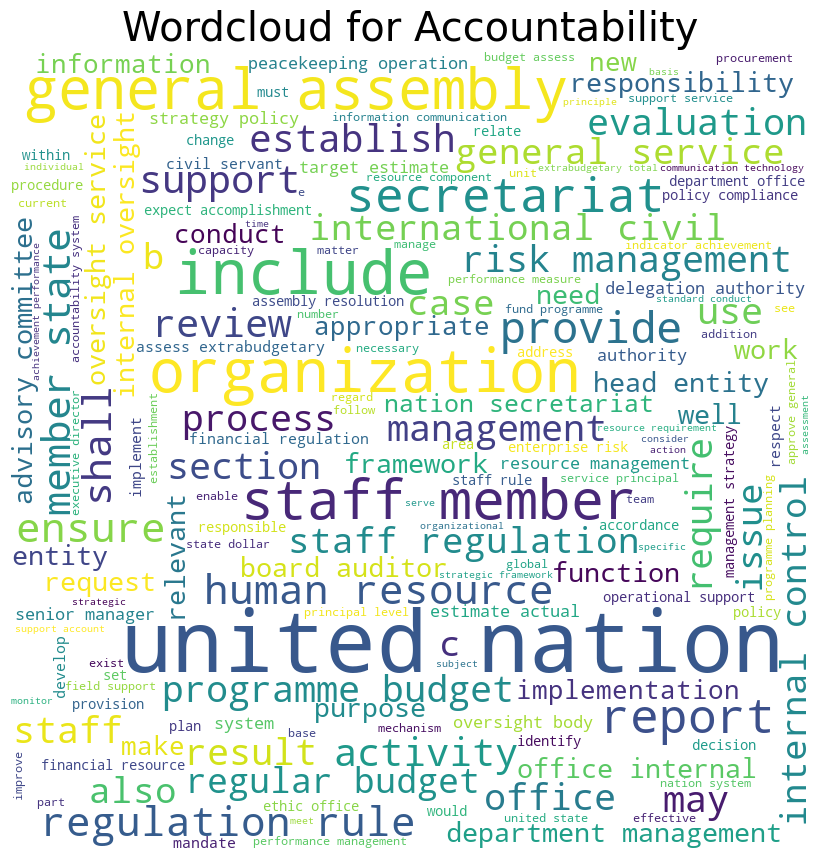 Wordcloud for Accountability
information
peacekeeping operation
budget assess
new
procurement
general assembly
must
basis
responsibility
principle
support service
strategy policy
information communication
evaluation
change
establish
relate
within
individual
civil servant
target estimate
general service
extrabudgetary total
communication technology
procedure
support
e
resource component
unit
department office
current
expect accomplishment
secretariat
policy compliance
oversight service
internal oversight
time
conduct
international civil
b
capacity
matter
manage
indicator achievement
risk management
include
performance measure
advisory committee
achievement performance
member state
accountability system
assembly resolution
case
need
delegation authority
standard conduct
number
fund programme
see
review
appropriate
provide
use
addition
assess extrabudgetary
necessary
address
authority
work
organization
head entity
executive director
shall
implement
establishment
regard
follow
nation secretariat
well
respect
approve general
assessment
process
management
resource requirement
financial regulation
area
enterprise risk
consider
action
section
framework
resource management
management strategy
staff rule
service principal
require
issue
programme planning
internal control
enable
staff member
serve
team
ensure
relevant
responsible
organizational
accordance
state dollar
staff regulation
specific
entity
board auditor
global
function
request
strategic framework
human resource
operational support
strategic
senior manager
principal level
estimate actual
policy
support account
united nation
develop
exist
c
subject
set
field support
programme budget
implementation
monitor
provision
purpose
report
staff
plan
system
mechanism
oversight body
make
base
identify
decision
result activity
improve
financial resource
nation system
office internal
regular budget
also
office
may
part
ethic office
meet
would
united state
effective
regulation rule
mandate
performance management
department management